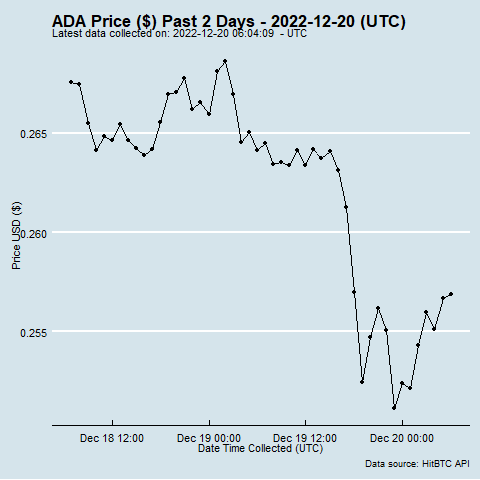 ADA Price ($) Past 2 Days - 2022-12-20 (UTC)
Latest data collected on: 2022-12-20 06:04:09 - UTC
0.265
0.260
0.255
Price USD ($)
Dec 18 12:00 Dec 19 00:00 Dec 19 12:00 Dec 20 00:00
Date Time Collected (UTC)
Data source: HitBTC API